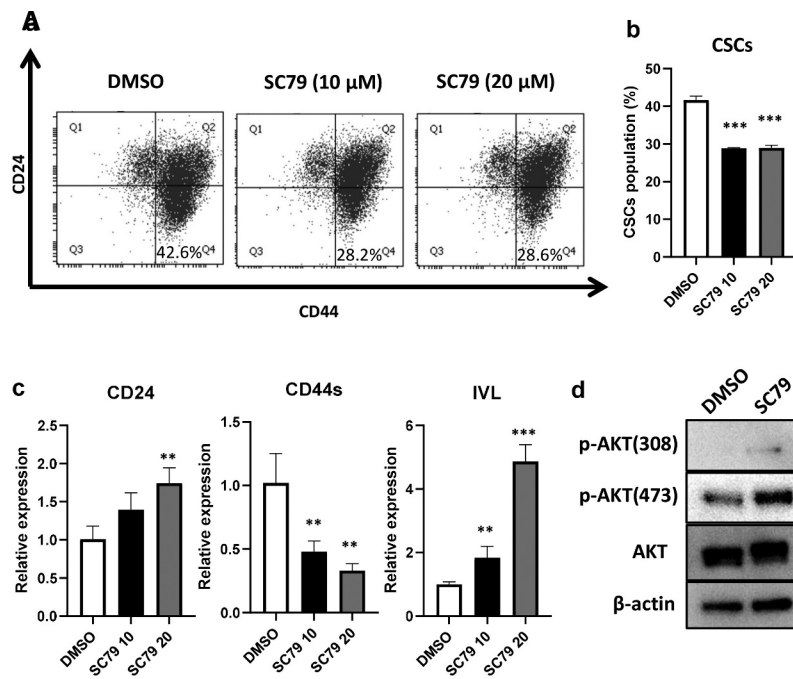 A
DMSO
SC79 (10 μM)
SC79 (20 μM)
CD24
Q1
Q2
Q3
42.6%
Q4
Q1
Q2
Q3
28.2%
Q4
Q1
Q2
Q3
28.6%
Q4
CD44
b
CSCs
CSCs population (%)
50
40
30
20
10
0
***
***
DMSO
SC79 10
SC79 20
c
CD24
Relative expression
2.5
2.0
1.5
1.0
0.5
0.0
**
DMSO
SC79 10
SC79 20
CD44s
Relative expression
1.5
1.0
0.5
0.0
**
**
DMSO
SC79 10
SC79 20
IVL
Relative expression
6
4
2
0
**
***
DMSO
SC79 10
SC79 20
d
DMSO
SC79
p-AKT(308)
p-AKT(473)
AKT
β-actin